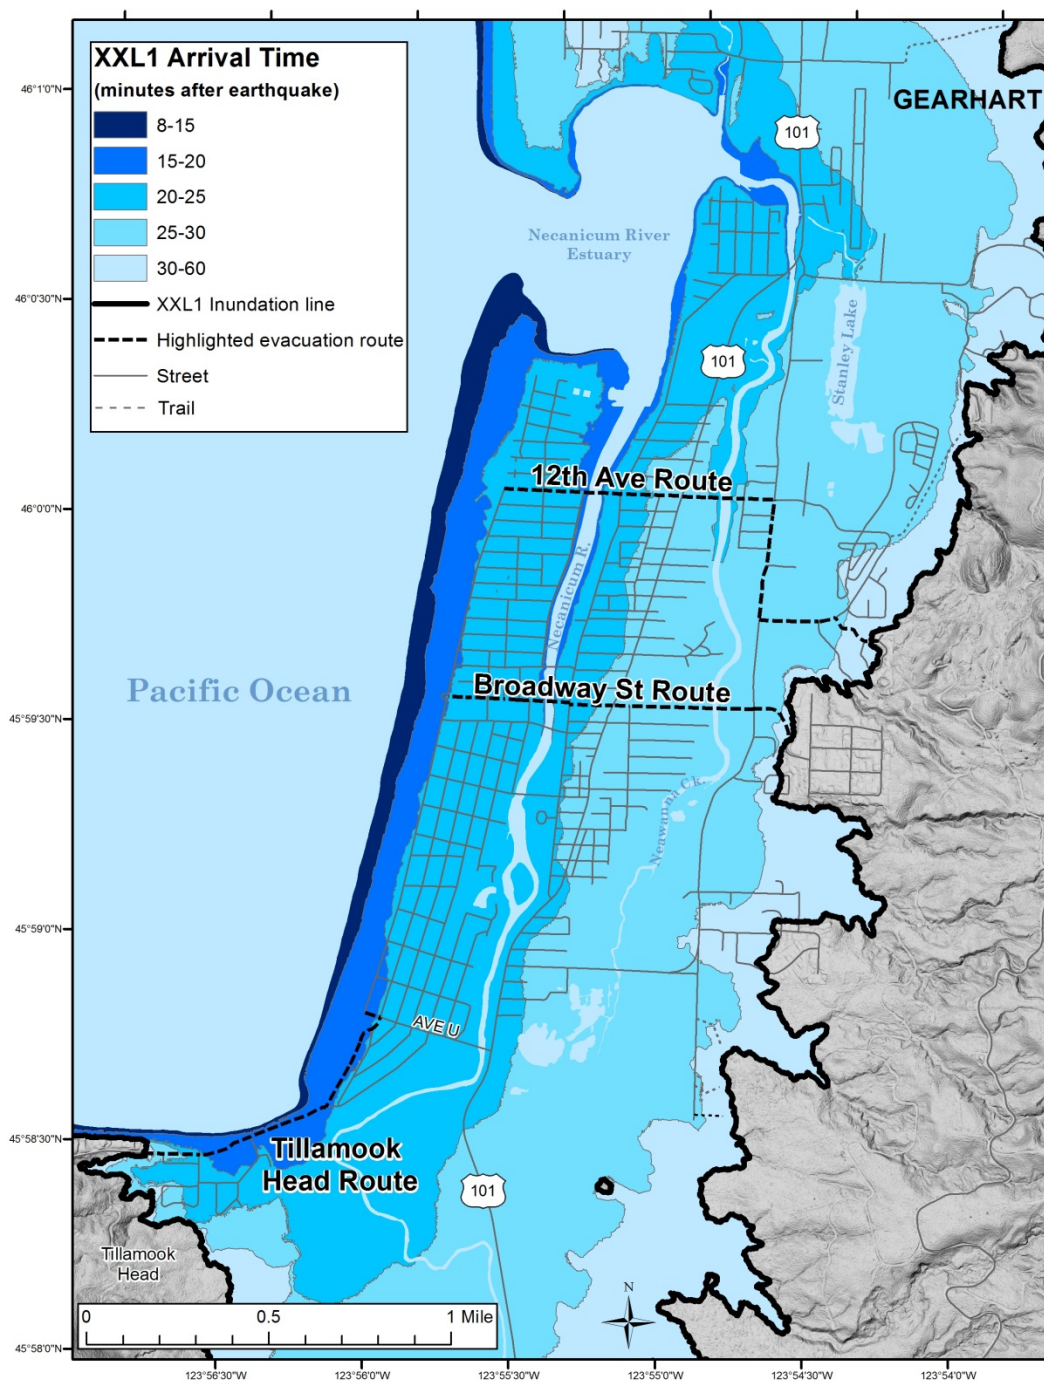 XXL1 Arrival Time
(minutes after earthquake)
8-15
15-20
20-25
25-30
30-60
XXL1 Inundation line
Highlighted evacuation route
Street
Trail
GEARHART
101
Necanicum River
Estuary
Stanley Lake
101
12th Ave Route
Necanicum R.
Pacific Ocean
Broadway St Route
Neawanna Ck.
AVE U
Tillamook
Head Route
101
Tillamook
Head
N
0 0.5 1 Mile
46°1'0"N
46°0'30"N
46°0'0"N
45°59'30"N
45°59'0"N
45°58'30"N
45°58'0"N
123°56'30"W 123°56'0"W 123°55'30"W 123°55'0"W 123°54'30"W 123°54'0"W